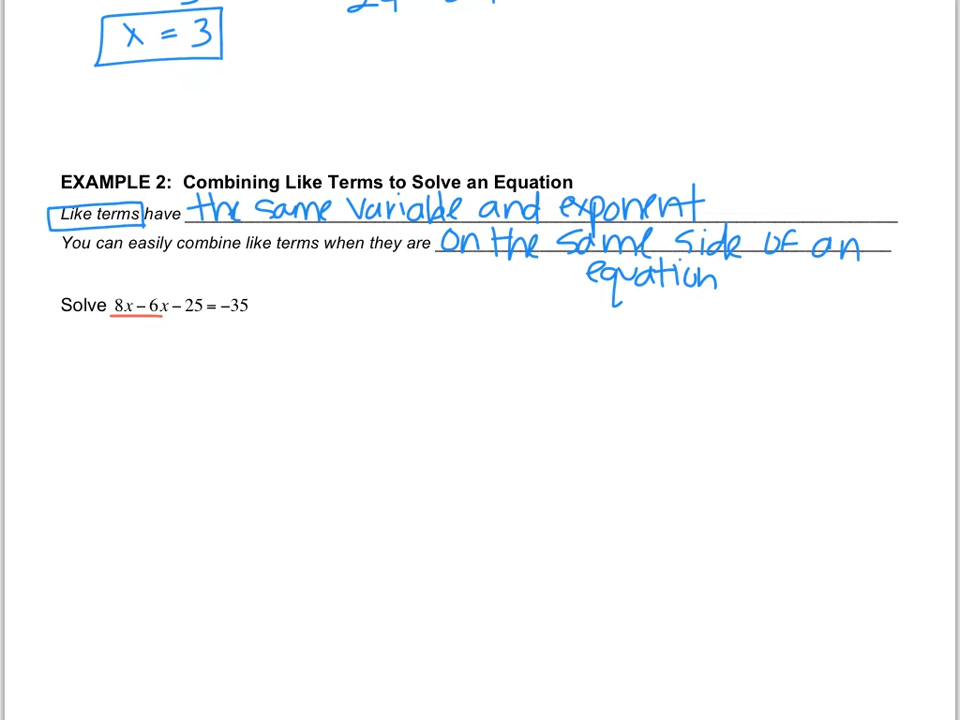 x = 3
EXAMPLE 2: Combining Like Terms to Solve an Equation
Like terms have the same variable and exponent
You can easily combine like terms when they are on the same side of an
equation
Solve 8x – 6x – 25 = –35